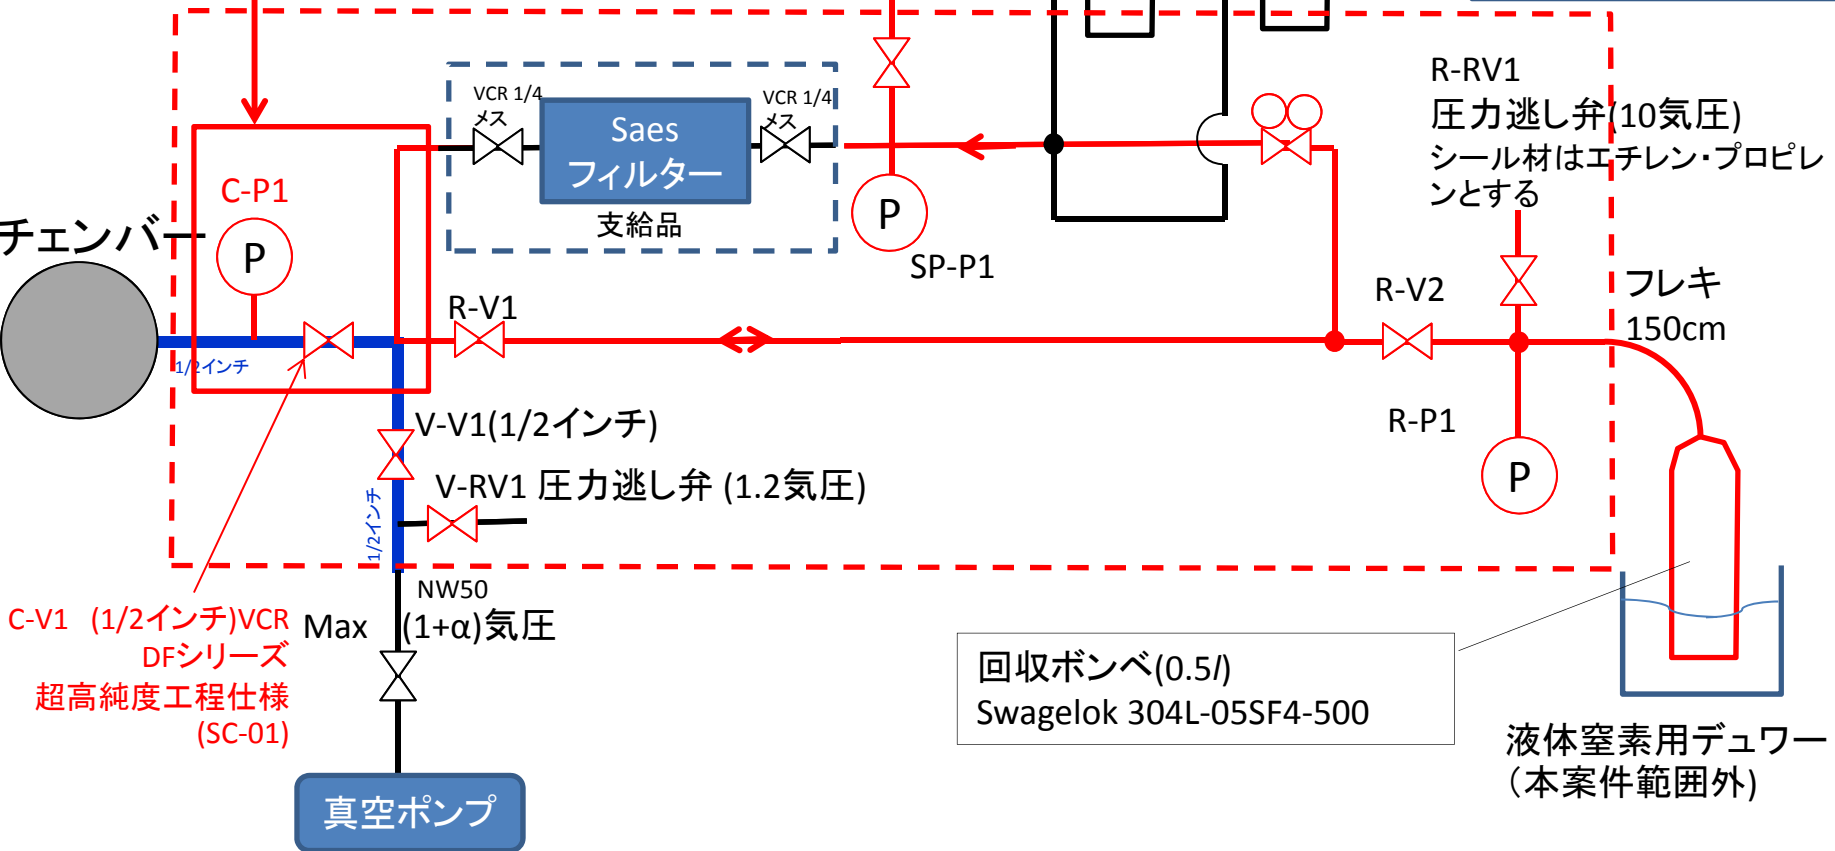 VCR 1/4
メス
Saes
フィルター
VCR 1/4
メス
支給品
C-P1
P
チェンバー
1/2インチ
R-V1
P
SP-P1
R-RV1
圧力逃し弁(10気圧)
シール材はエチレン・プロピレ
ンとする
R-V2
フレキ
150cm
R-P1
P
V-V1(1/2インチ)
V-RV1 圧力逃し弁 (1.2気圧)
1/2インチ
NW50
Max (1+α)気圧
C-V1 (1/2インチ)VCR
DFシリーズ
超高純度工程仕様
(SC-01)
真空ポンプ
回収ボンベ(0.5l)
Swagelok 304L-05SF4-500
液体窒素用デュワー
（本案件範囲外)